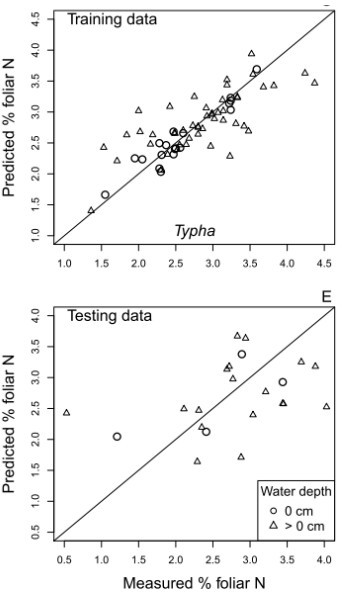 Training data
4.5
4.0
3.5
3.0
2.5
2.0
1.5
1.0
Predicted % foliar N
Typha
1.0 1.5 2.0 2.5 3.0 3.5 4.0 4.5
E
Testing data
4.0
3.5
3.0
2.5
2.0
1.5
1.0
0.5
Predicted % foliar N
Water depth
0 cm
> 0 cm
0.5 1.0 1.5 2.0 2.5 3.0 3.5 4.0
Measured % foliar N